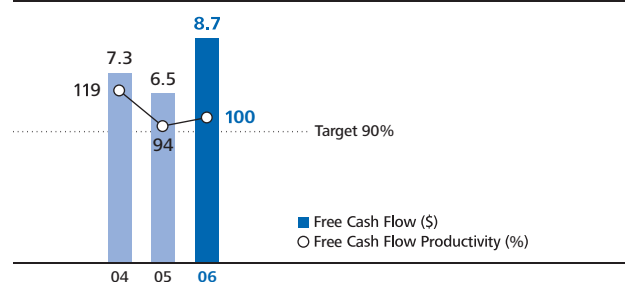 8.7
7.3
6.5
119
100
94
Target 90%
Free Cash Flow ($)
Free Cash Flow Productivity (%)
04 05 06